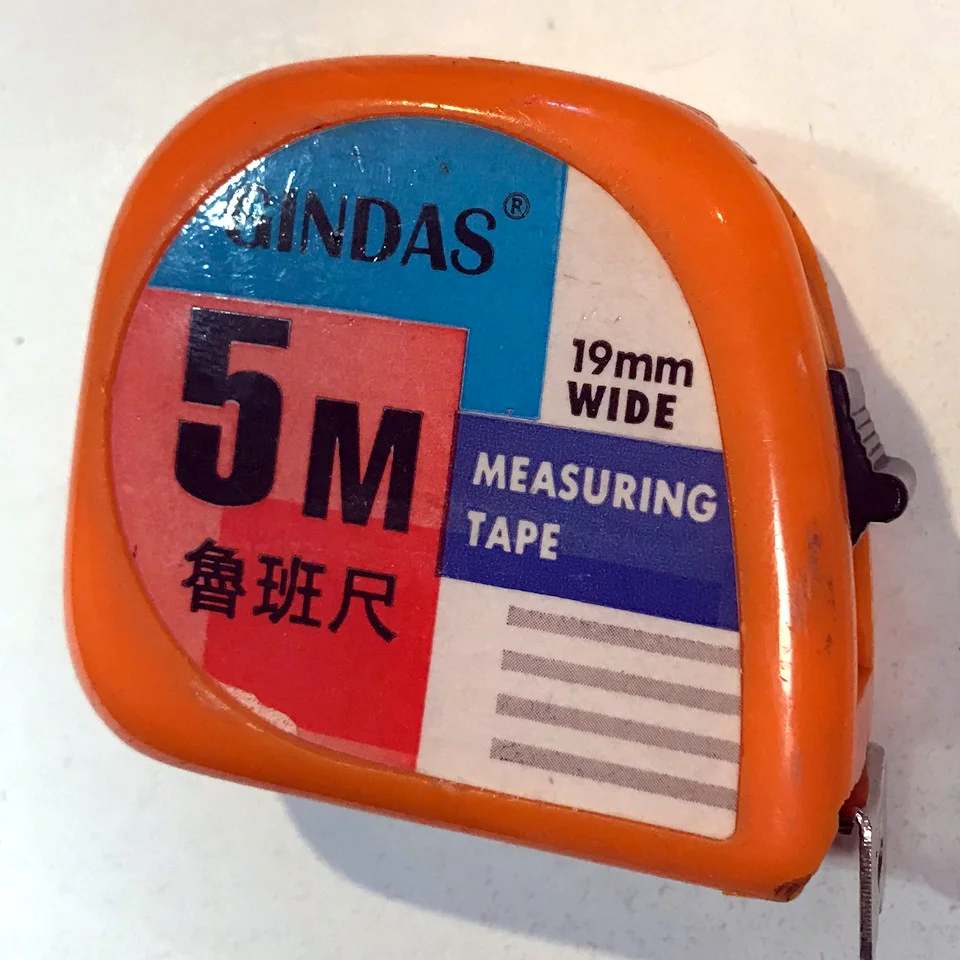 GINDAS®
5M
魯班尺
19mm
WIDE
MEASURING
TAPE